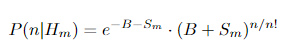 P(n|H_m) = e^{-B-S_m} · (B + S_m)^{n/n!}